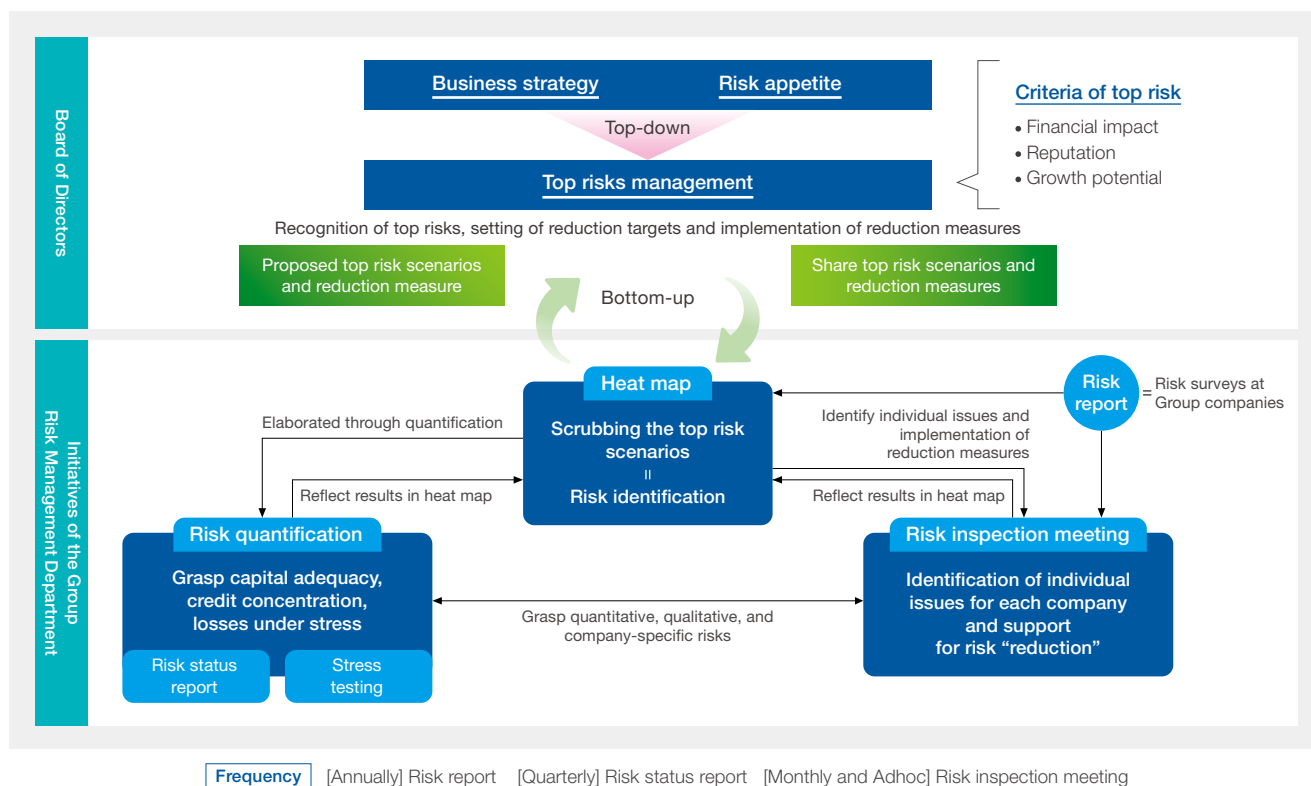 Board of Directors
Business strategy
Risk appetite
Top-down
Top risks management
Criteria of top risk
• Financial impact
• Reputation
• Growth potential
Recognition of top risks, setting of reduction targets and implementation of reduction measures
Proposed top risk scenarios
and reduction measure
Bottom-up
Share top risk scenarios and
reduction measures
Initiatives of the Group
Risk Management Department
Heat map
Scrubbing the top risk
scenarios
=
Risk identification
Risk
report
= Risk surveys at
Group companies
Elaborated through quantification
Identify individual issues and
implementation of
reduction measures
Reflect results in heat map
Reflect results in heat map
Risk quantification
Grasp capital adequacy,
credit concentration,
losses under stress
Risk status
report
Stress
testing
Grasp quantitative, qualitative, and
company-specific risks
Risk inspection meeting
Identification of individual
issues for each company
and support
for risk “reduction”
Frequency [Annually] Risk report [Quarterly] Risk status report [Monthly and Adhoc] Risk inspection meeting